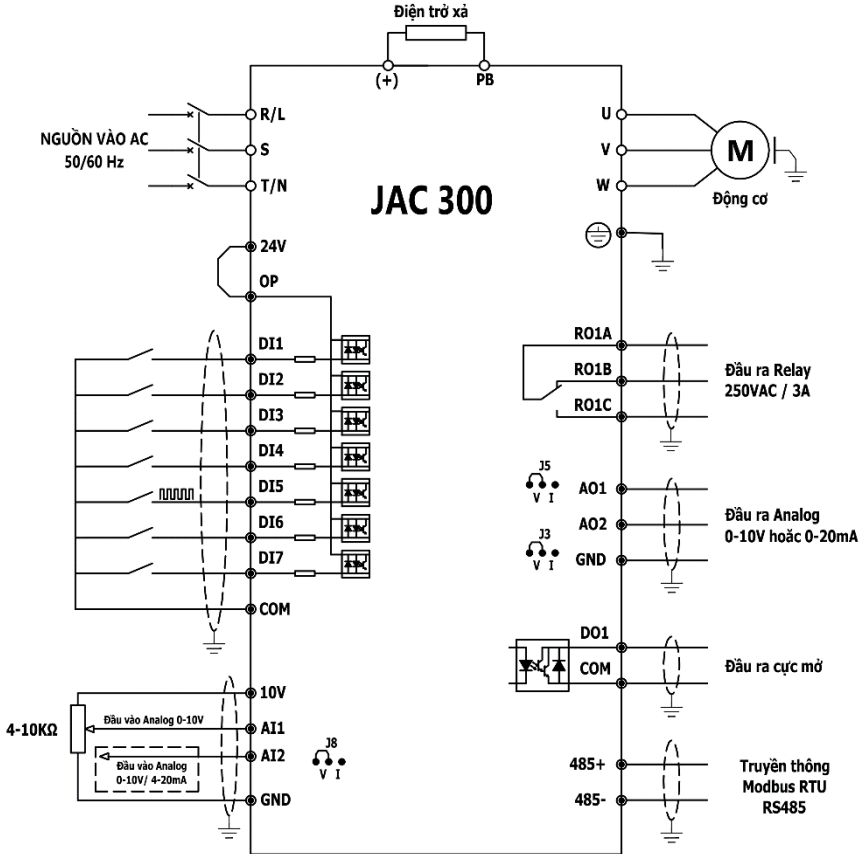 Điện trở xả
(+)
PB
R/L
S
T/N
NGUỒN VÀO AC
50/60 Hz
JAC 300
U
V
W
M
Động cơ
24V
OP
DI1
DI2
DI3
DI4
DI5
DI6
DI7
COM
RO1A
RO1B
RO1C
Đầu ra Relay
250VAC / 3A
J5
V I
J3
V I
AO1
AO2
GND
Đầu ra Analog
0-10V hoặc 0-20mA
DO1
COM
Đầu ra cực mở
4-10KΩ
10V
Đầu vào Analog 0-10V
AI1
AI2
Đầu vào Analog
0-10V/ 4-20mA
GND
J8
V I
485+
485-
Truyền thông
Modbus RTU
RS485